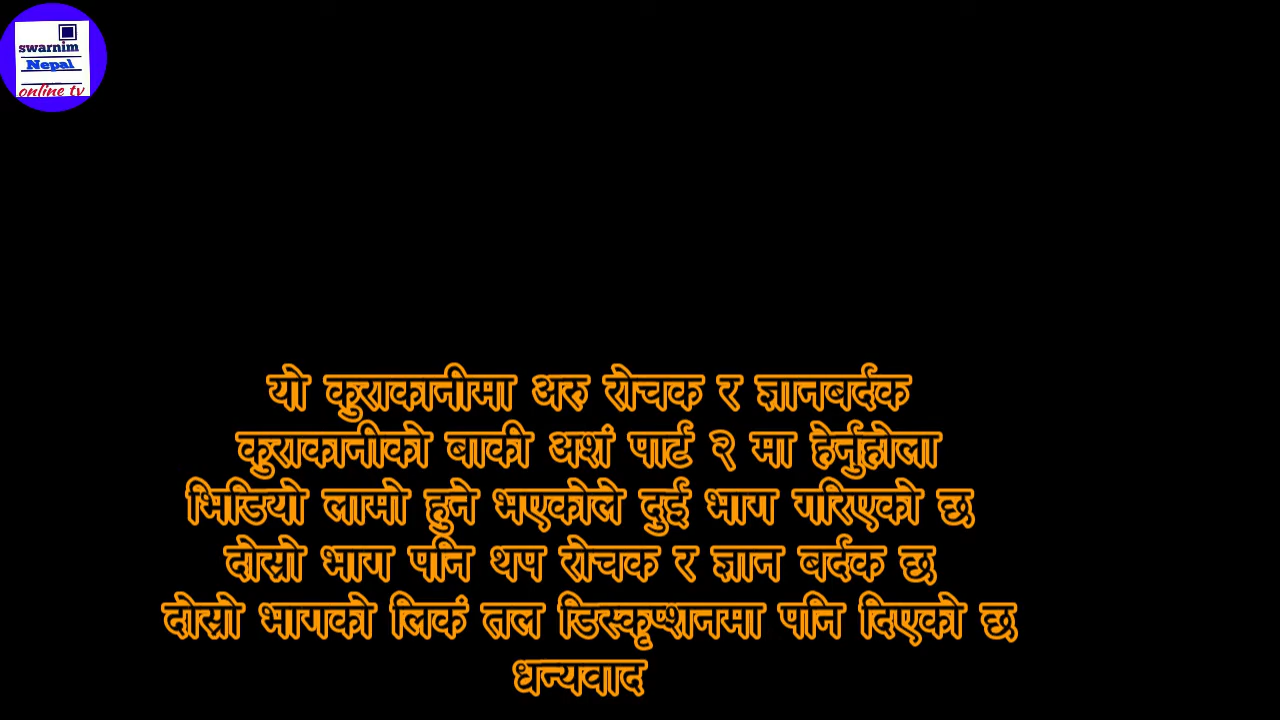 swarnim
Nepal
online tv
यो कुराकानीमा अरु रोचक र ज्ञानबर्दक
कुराकानीको बाकी अशं पार्ट २ मा हेर्नुहोला
भिडियो लामो हुने भएकोले दुई भाग गरिएको छ
दोस्रो भाग पनि थप रोचक र ज्ञान बर्दक छ
दोस्रो भागको लिकं तल डिस्कृप्शनमा पनि दिएको छ
धन्यवाद